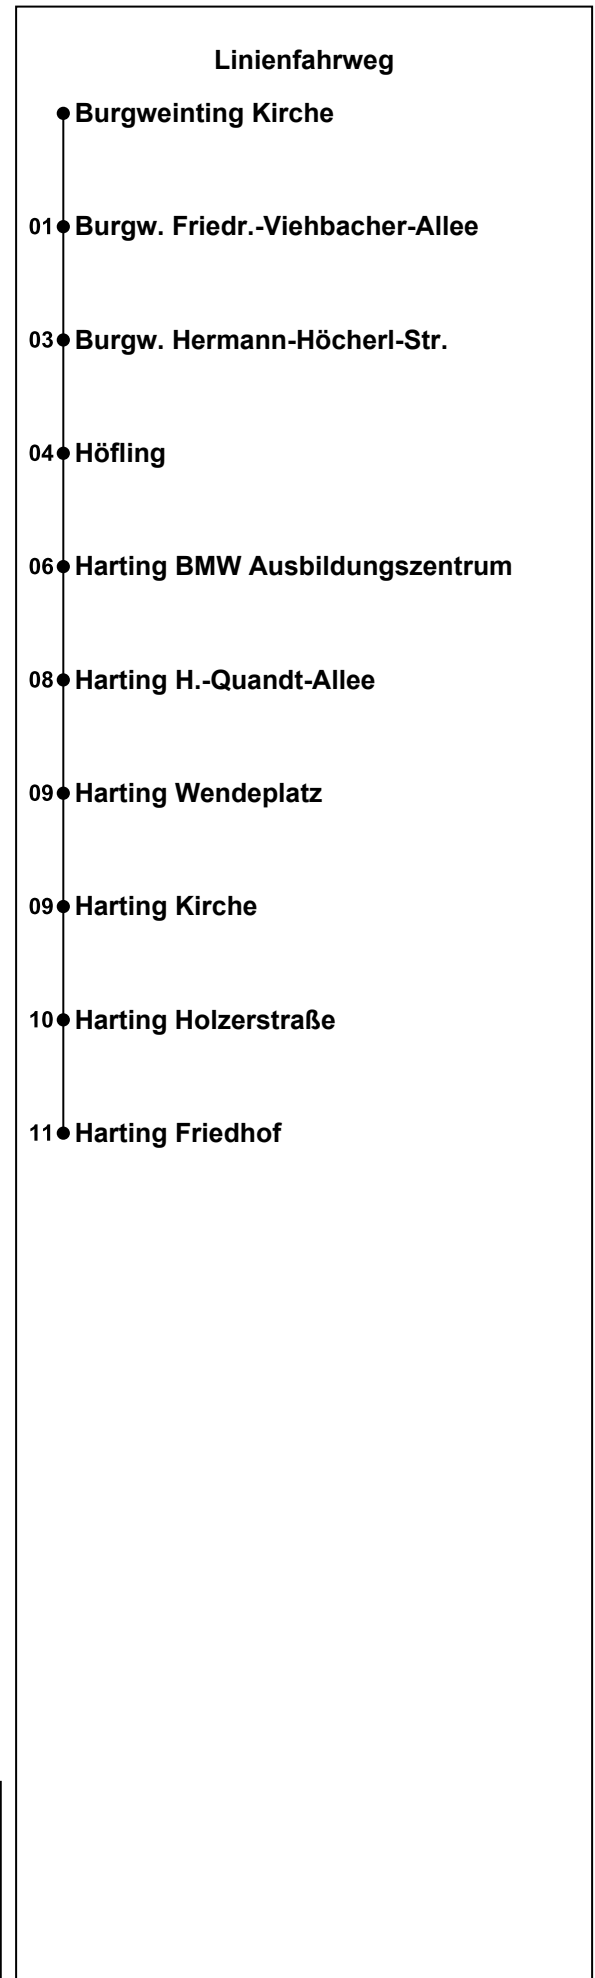 Linienfahrweg
Burgweinting Kirche
01 Burgw. Friedr.-Viehbacher-Allee
03 Burgw. Hermann-Höcherl-Str.
04 Höfling
06 Harting BMW Ausbildungszentrum
08 Harting H.-Quandt-Allee
09 Harting Wendeplatz
09 Harting Kirche
10 Harting Holzerstraße
11 Harting Friedhof